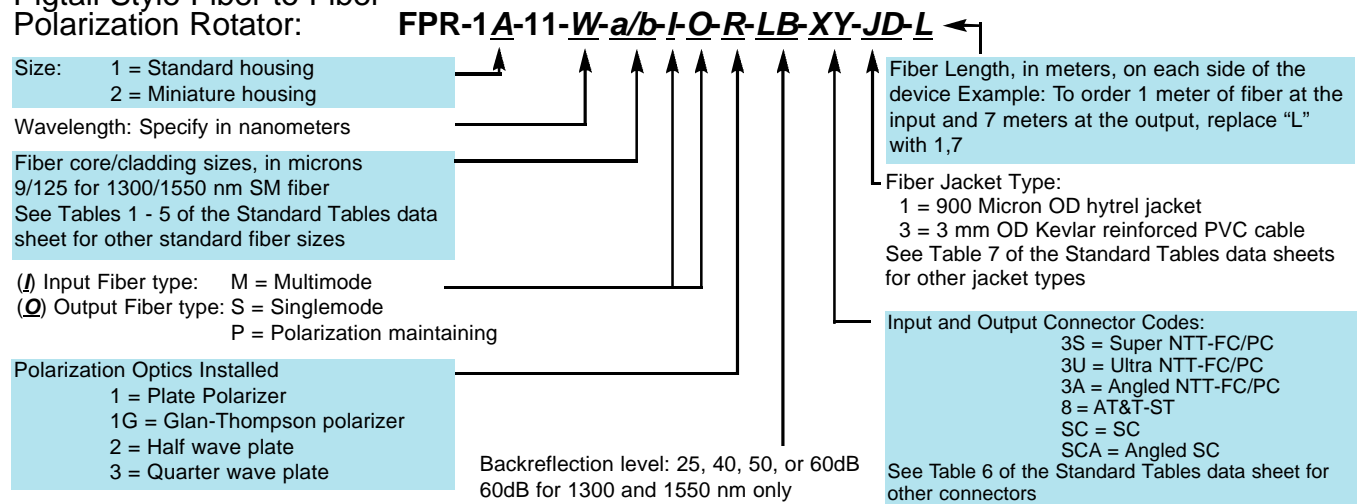 Pigtail Style Fiber to Fiber
Polarization Rotator: FPR-1A-11-W-a/b-I-O-R-LB-XY-JD-L
Size: 1 = Standard housing
2 = Miniature housing
Wavelength: Specify in nanometers
Fiber core/cladding sizes, in microns
9/125 for 1300/1550 nm SM fiber
See Tables 1 - 5 of the Standard Tables data
sheet for other standard fiber sizes
(I) Input Fiber type: M = Multimode
(O) Output Fiber type: S = Singlemode
P = Polarization maintaining
Polarization Optics Installed
1 = Plate Polarizer
1G = Glan-Thompson polarizer
2 = Half wave plate
3 = Quarter wave plate
Backreflection level: 25, 40, 50, or 60dB
60dB for 1300 and 1550 nm only
Fiber Length, in meters, on each side of the
device Example: To order 1 meter of fiber at the
input and 7 meters at the output, replace “L”
with 1,7
Fiber Jacket Type:
1 = 900 Micron OD hytrel jacket
3 = 3 mm OD Kevlar reinforced PVC cable
See Table 7 of the Standard Tables data sheets
for other jacket types
Input and Output Connector Codes:
3S = Super NTT-FC/PC
3U = Ultra NTT-FC/PC
3A = Angled NTT-FC/PC
8 = AT&T-ST
SC = SC
SCA = Angled SC
See Table 6 of the Standard Tables data sheet for
other connectors